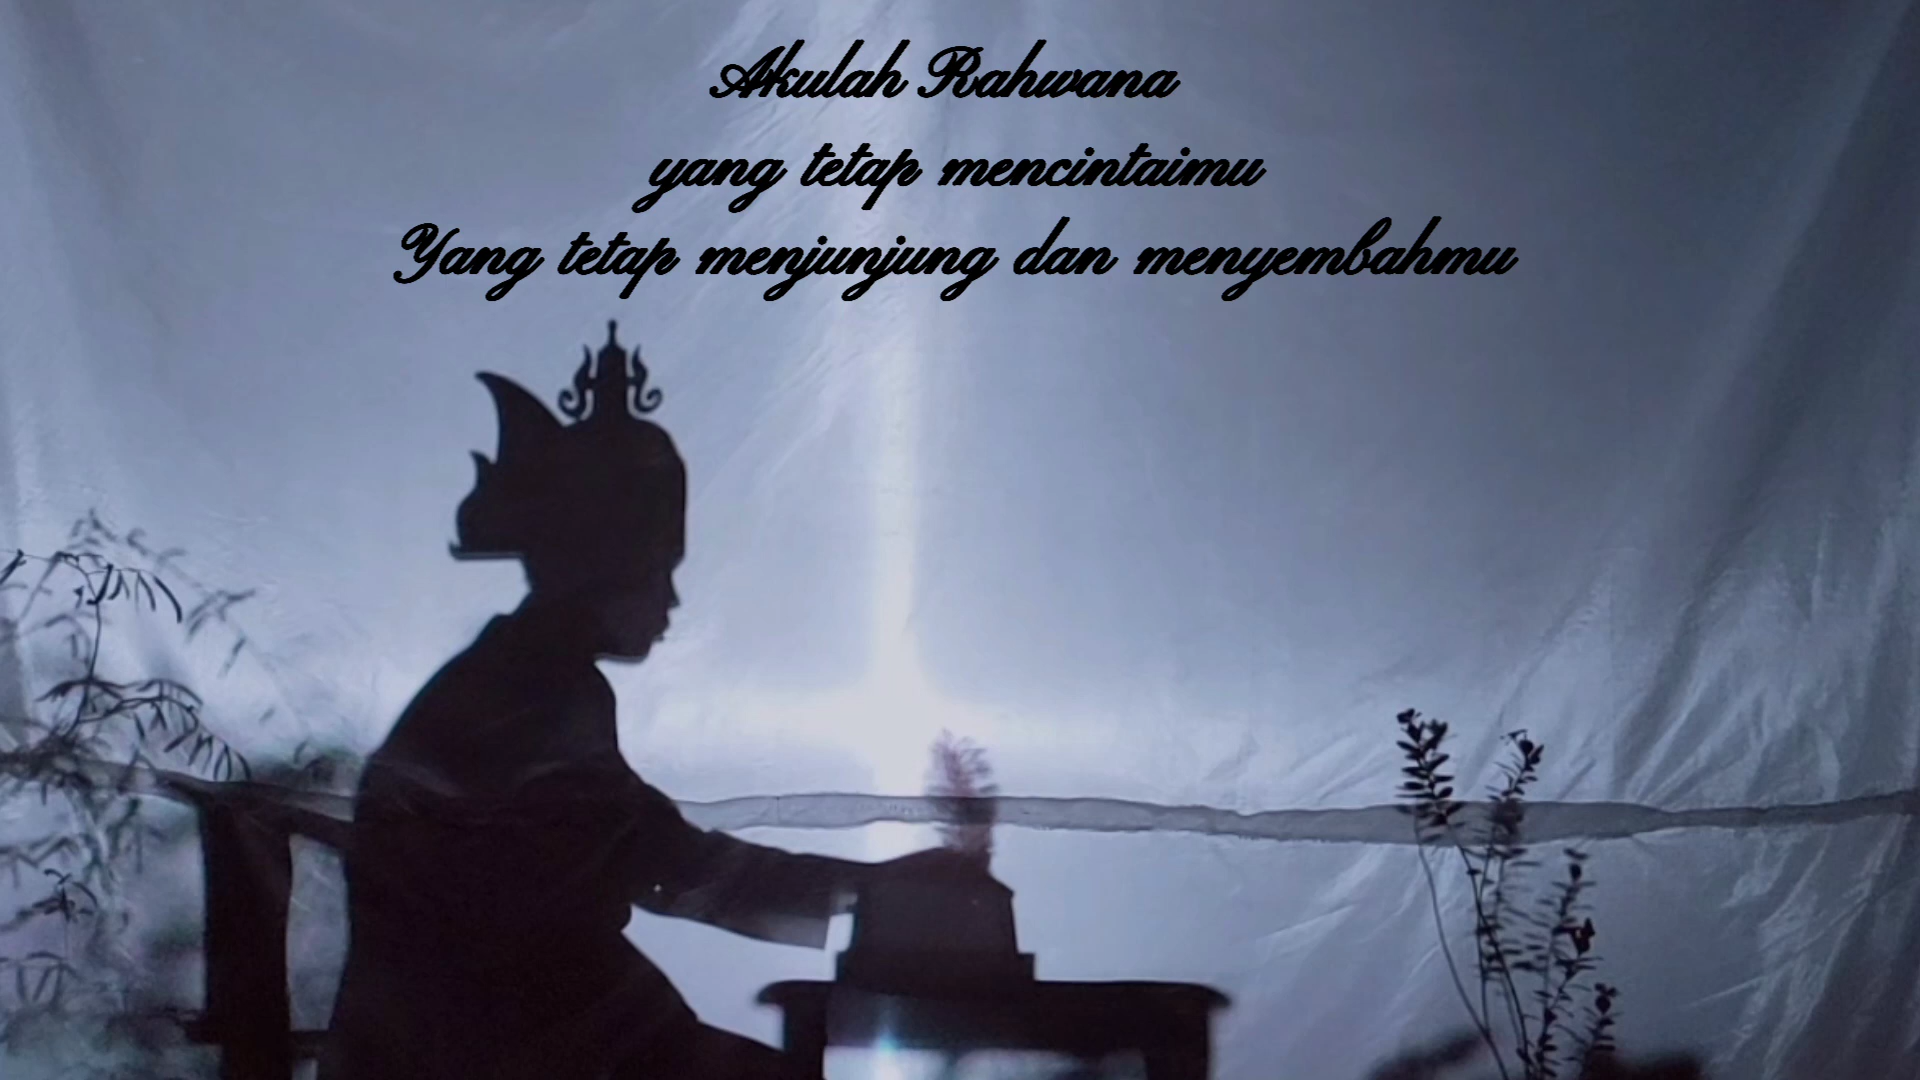 Akulah Rahwana
yang tetap mencintaimu
Yang tetap menjunjung dan menyembahmu